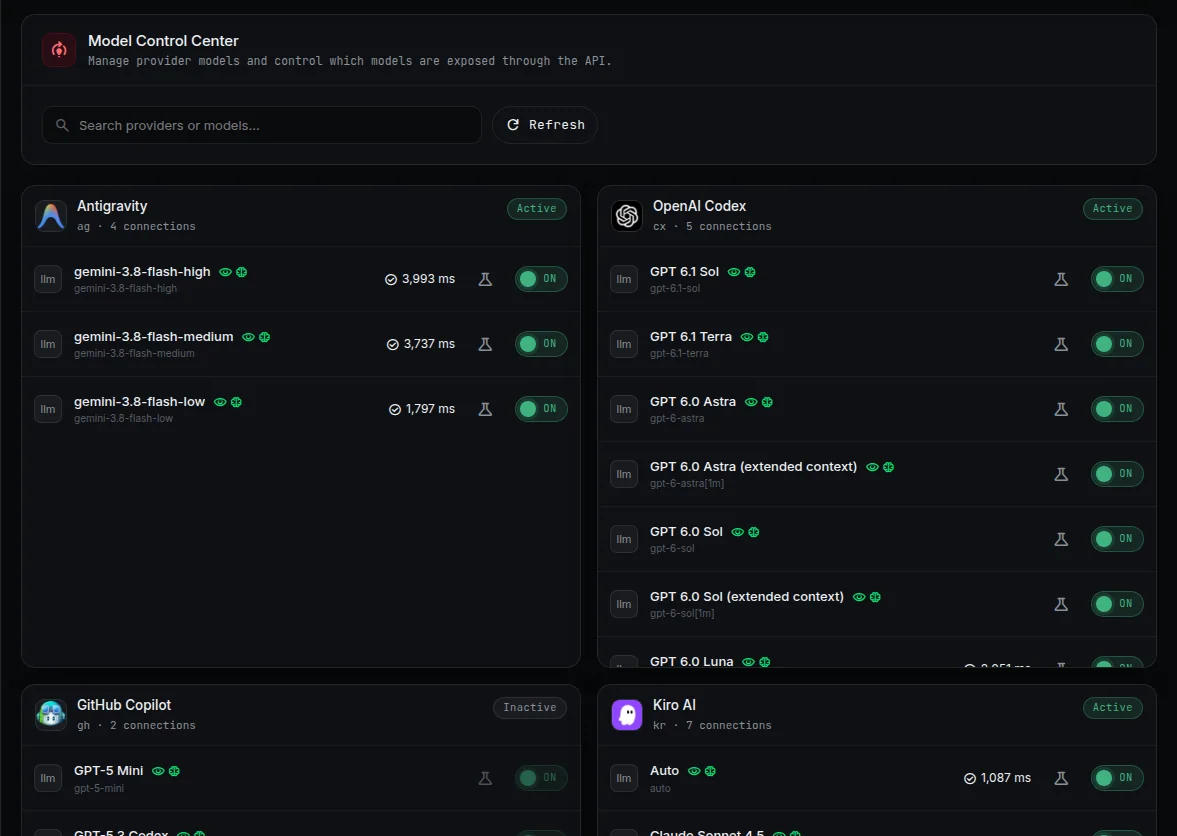 Model Control Center
Manage provider models and control which models are exposed through the API.
Search providers or models...
Refresh
Antigravity
Active
ag · 4 connections
llm
gemini-3.8-flash-high
gemini-3.8-flash-high
3,993 ms
ON
llm
gemini-3.8-flash-medium
gemini-3.8-flash-medium
3,737 ms
ON
llm
gemini-3.8-flash-low
gemini-3.8-flash-low
1,797 ms
ON
OpenAI Codex
Active
cx · 5 connections
llm
GPT 6.1 Sol
gpt-6.1-sol
ON
llm
GPT 6.1 Terra
gpt-6.1-terra
ON
llm
GPT 6.0 Astra
gpt-6-astra
ON
llm
GPT 6.0 Astra (extended context)
gpt-6-astra[1m]
ON
llm
GPT 6.0 Sol
gpt-6-sol
ON
llm
GPT 6.0 Sol (extended context)
gpt-6-sol[1m]
ON
GPT 6.0 Luna
GitHub Copilot
Inactive
gh · 2 connections
llm
GPT-5 Mini
gpt-5-mini
ON
GPT-5.3 Codex
Kiro AI
Active
kr · 7 connections
llm
Auto
auto
1,087 ms
ON
Claude Sonnet 4.5